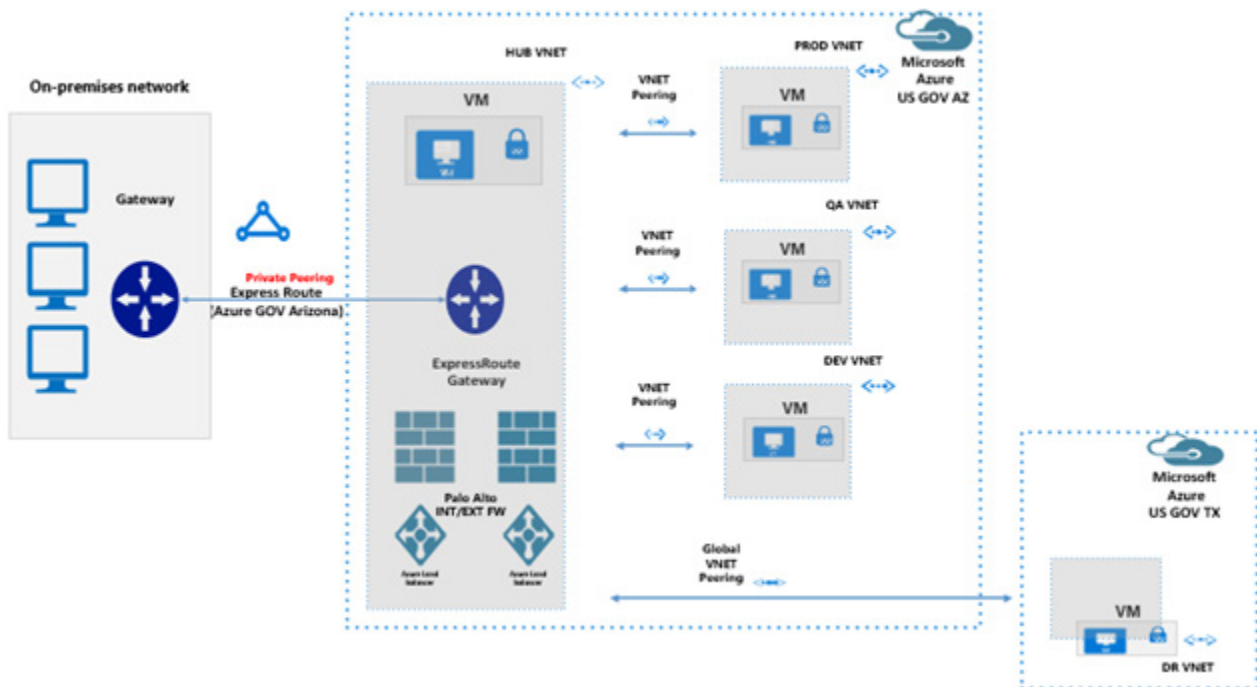 On-premises network
Gateway
Private Peering
Express Route
(Azure GOV Arizona)
HUB VNET
VM
ExpressRoute
Gateway
Palo Alto
INT/EXT FW
VNET
Peering
PROD VNET
VM
Microsoft
Azure
US GOV AZ
VNET
Peering
QA VNET
VM
VNET
Peering
DEV VNET
VM
Global
VNET
Peering
Microsoft
Azure
US GOV TX
VM
DR VNET